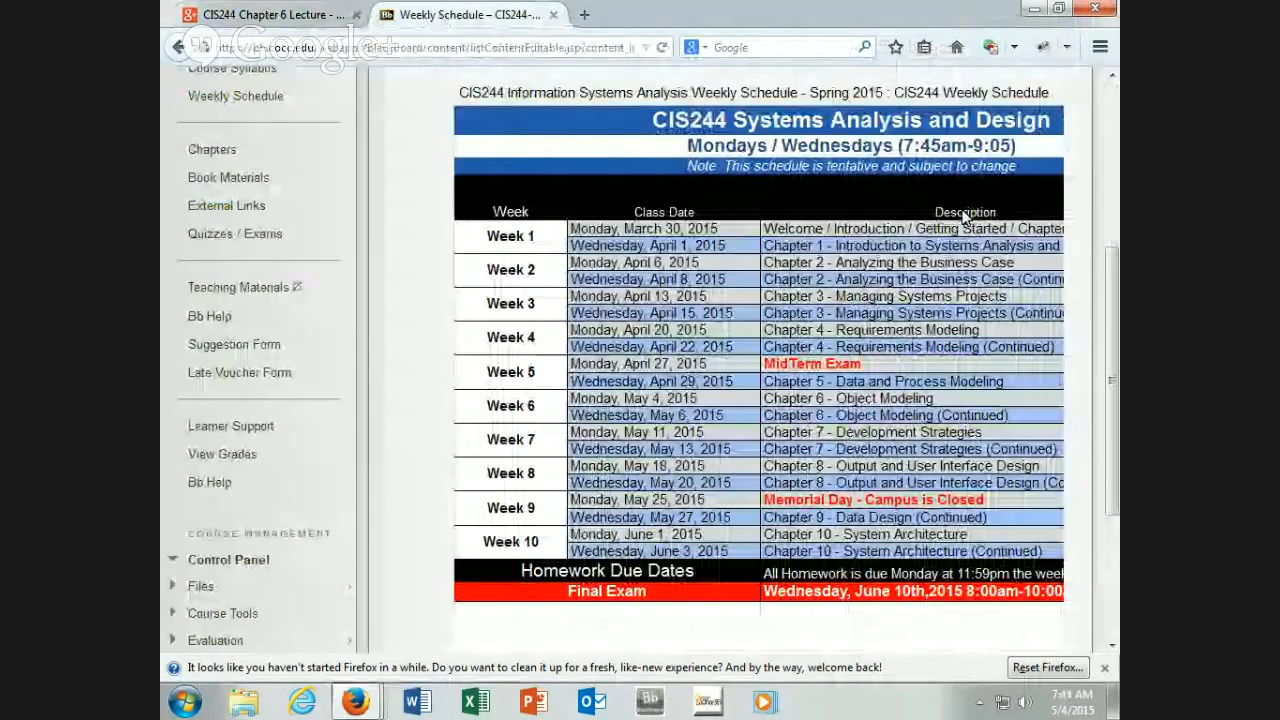 CIS244 Chapter 6 Lecture - ...
Weekly Schedule – CIS244-...
Google+
Google
Course Syllabus
Weekly Schedule
Chapters
Book Materials
External Links
Quizzes / Exams
Teaching Materials
Bb Help
Suggestion Form
Late Voucher Form
Learner Support
View Grades
Bb Help
COURSE MANAGEMENT
Control Panel
Files
Course Tools
Evaluation
CIS244 Information Systems Analysis Weekly Schedule - Spring 2015 : CIS244 Weekly Schedule
CIS244 Systems Analysis and Design
Mondays / Wednesdays (7:45am-9:05)
Note This schedule is tentative and subject to change
Week Class Date Description
Week 1 Monday, March 30, 2015 Welcome / Introduction / Getting Started / Chapter
Wednesday, April 1, 2015 Chapter 1 - Introduction to Systems Analysis and
Week 2 Monday, April 6, 2015 Chapter 2 - Analyzing the Business Case
Wednesday, April 8, 2015 Chapter 2 - Analyzing the Business Case (Contin
Week 3 Monday, April 13, 2015 Chapter 3 - Managing Systems Projects
Wednesday, April 15, 2015 Chapter 3 - Managing Systems Projects (Continu
Week 4 Monday, April 20, 2015 Chapter 4 - Requirements Modeling
Wednesday, April 22, 2015 Chapter 4 - Requirements Modeling (Continued)
Week 5 Monday, April 27, 2015 MidTerm Exam
Wednesday, April 29, 2015 Chapter 5 - Data and Process Modeling
Week 6 Monday, May 4, 2015 Chapter 6 - Object Modeling
Wednesday, May 6, 2015 Chapter 6 - Object Modeling (Continued)
Week 7 Monday, May 11, 2015 Chapter 7 - Development Strategies
Wednesday, May 13, 2015 Chapter 7 - Development Strategies (Continued)
Week 8 Monday, May 18, 2015 Chapter 8 - Output and User Interface Design
Wednesday, May 20, 2015 Chapter 8 - Output and User Interface Design (Co
Week 9 Monday, May 25, 2015 Memorial Day - Campus is Closed
Wednesday, May 27, 2015 Chapter 9 - Data Design (Continued)
Week 10 Monday, June 1, 2015 Chapter 10 - System Architecture
Wednesday, June 3, 2015 Chapter 10 - System Architecture (Continued)
Homework Due Dates All Homework is due Monday at 11:59pm the weel
Final Exam Wednesday, June 10th,2015 8:00am-10:00
It looks like you haven't started Firefox in a while. Do you want to clean it up for a fresh, like-new experience? And by the way, welcome back!
Reset Firefox...
AM
5/4/2015